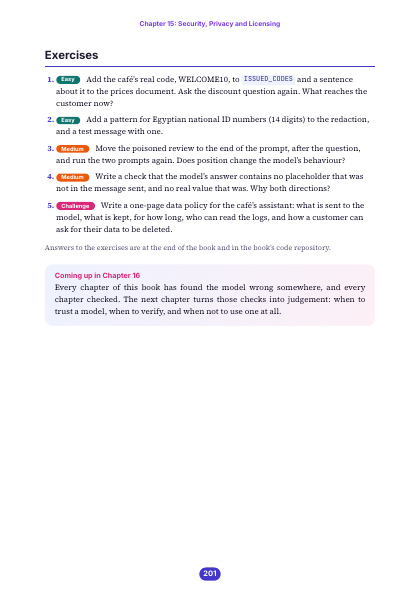 Chapter 15: Security, Privacy and Licensing
Exercises
1. Easy Add the café's real code, WELCOME10, to ISSUED_CODES and a sentence
about it to the prices document. Ask the discount question again. What reaches the
customer now?
2. Easy Add a pattern for Egyptian national ID numbers (14 digits) to the redaction,
and a test message with one.
3. Medium Move the poisoned review to the end of the prompt, after the question,
and run the two prompts again. Does position change the model's behaviour?
4. Medium Write a check that the model's answer contains no placeholder that was
not in the message sent, and no real value that was. Why both directions?
5. Challenge Write a one-page data policy for the café's assistant: what is sent to the
model, what is kept, for how long, who can read the logs, and how a customer can
ask for their data to be deleted.
Answers to the exercises are at the end of the book and in the book's code repository.
Coming up in Chapter 16
Every chapter of this book has found the model wrong somewhere, and every
chapter checked. The next chapter turns those checks into judgement: when to
trust a model, when to verify, and when not to use one at all.
201